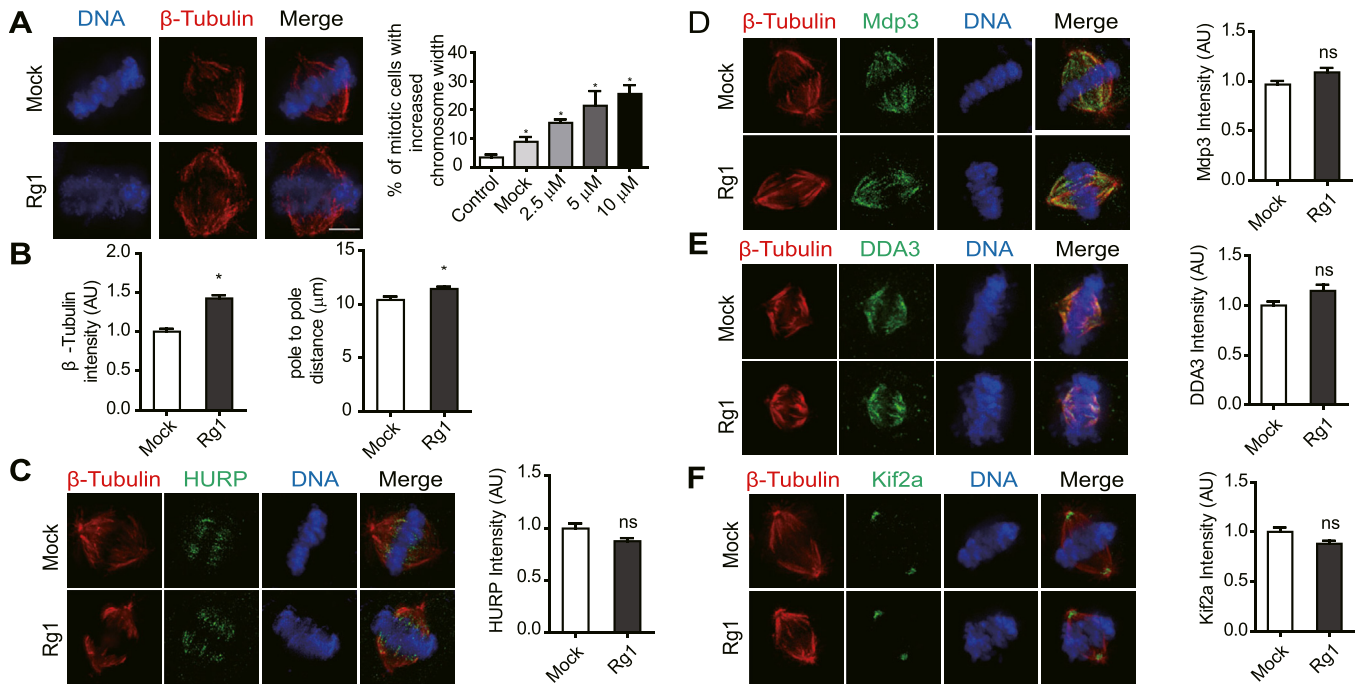 A
DNA
β-Tubulin
Merge
Mock
Rg1
% of mitotic cells with
increased
chromosome width
40
30
20
10
0
Control
Mock
2.5 μM
5 μM
10 μM
*
*
*
*
B
β -Tubulin
intensity (AU)
2.0
1.5
1.0
0.5
0.0
*
Mock
Rg1
pole to pole
distance (μm)
15
10
5
0
*
Mock
Rg1
C
β-Tubulin
HURP
DNA
Merge
Mock
Rg1
HURP Intensity (AU)
1.5
1.0
0.5
0.0
ns
Mock
Rg1
D
β-Tubulin
Mdp3
DNA
Merge
Mock
Rg1
Mdp3 Intensity (AU)
1.5
1.0
0.5
0.0
ns
Mock
Rg1
E
β-Tubulin
DDA3
DNA
Merge
Mock
Rg1
DDA3 Intensity (AU)
1.5
1.0
0.5
0.0
ns
Mock
Rg1
F
β-Tubulin
Kif2a
DNA
Merge
Mock
Rg1
Kif2a Intensity (AU)
1.5
1.0
0.5
0.0
ns
Mock
Rg1